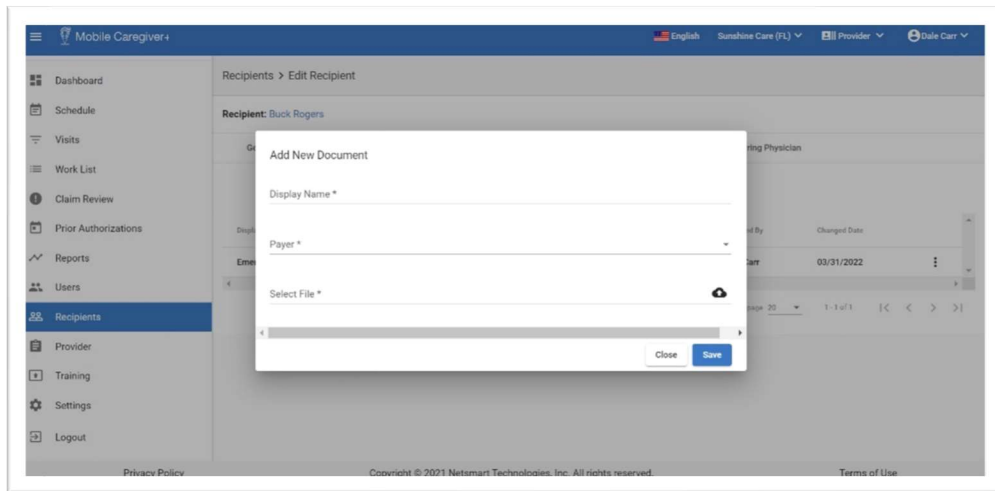 Mobile Caregiver+ English Sunshine Care (FL) Provider Dale Carr
Dashboard
Schedule
Visits
Work List
Claim Review
Prior Authorizations
Reports
Users
Recipients
Provider
Training
Settings
Logout
Recipients > Edit Recipient
Recipient: Buck Rogers
ring Physician
Add New Document
Display Name *
Payer *
Select File *
Close Save
Changed Date
Carr 03/31/2022
page 20 1-1 of 1
Privacy Policy Copyright © 2021 Netsmart Technologies, Inc. All rights reserved. Terms of Use